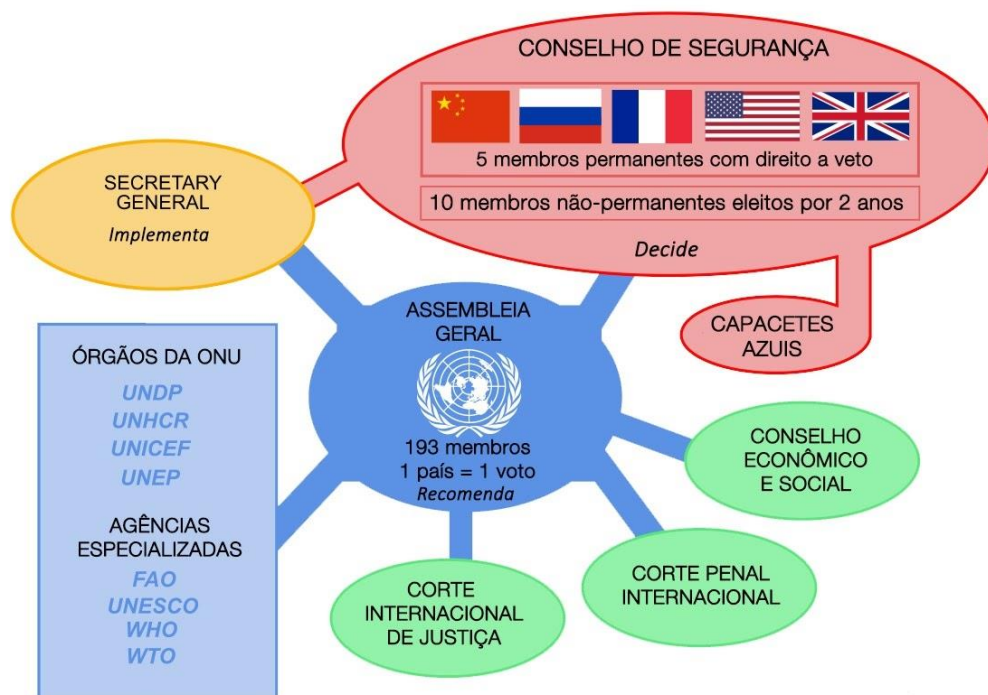 CONSELHO DE SEGURANÇA
5 membros permanentes com direito a veto
10 membros não-permanentes eleitos por 2 anos
Decide
SECRETARY
GENERAL
Implementa
CAPACETES
AZUIS
ASSEMBLEIA
GERAL
193 membros
1 país = 1 voto
Recomenda
ÓRGÃOS DA ONU
UNDP
UNHCR
UNICEF
UNEP
AGÊNCIAS
ESPECIALIZADAS
FAO
UNESCO
WHO
WTO
CONSELHO
ECONÔMICO
E SOCIAL
CORTE PENAL
INTERNACIONAL
CORTE
INTERNACIONAL
DE JUSTIÇA